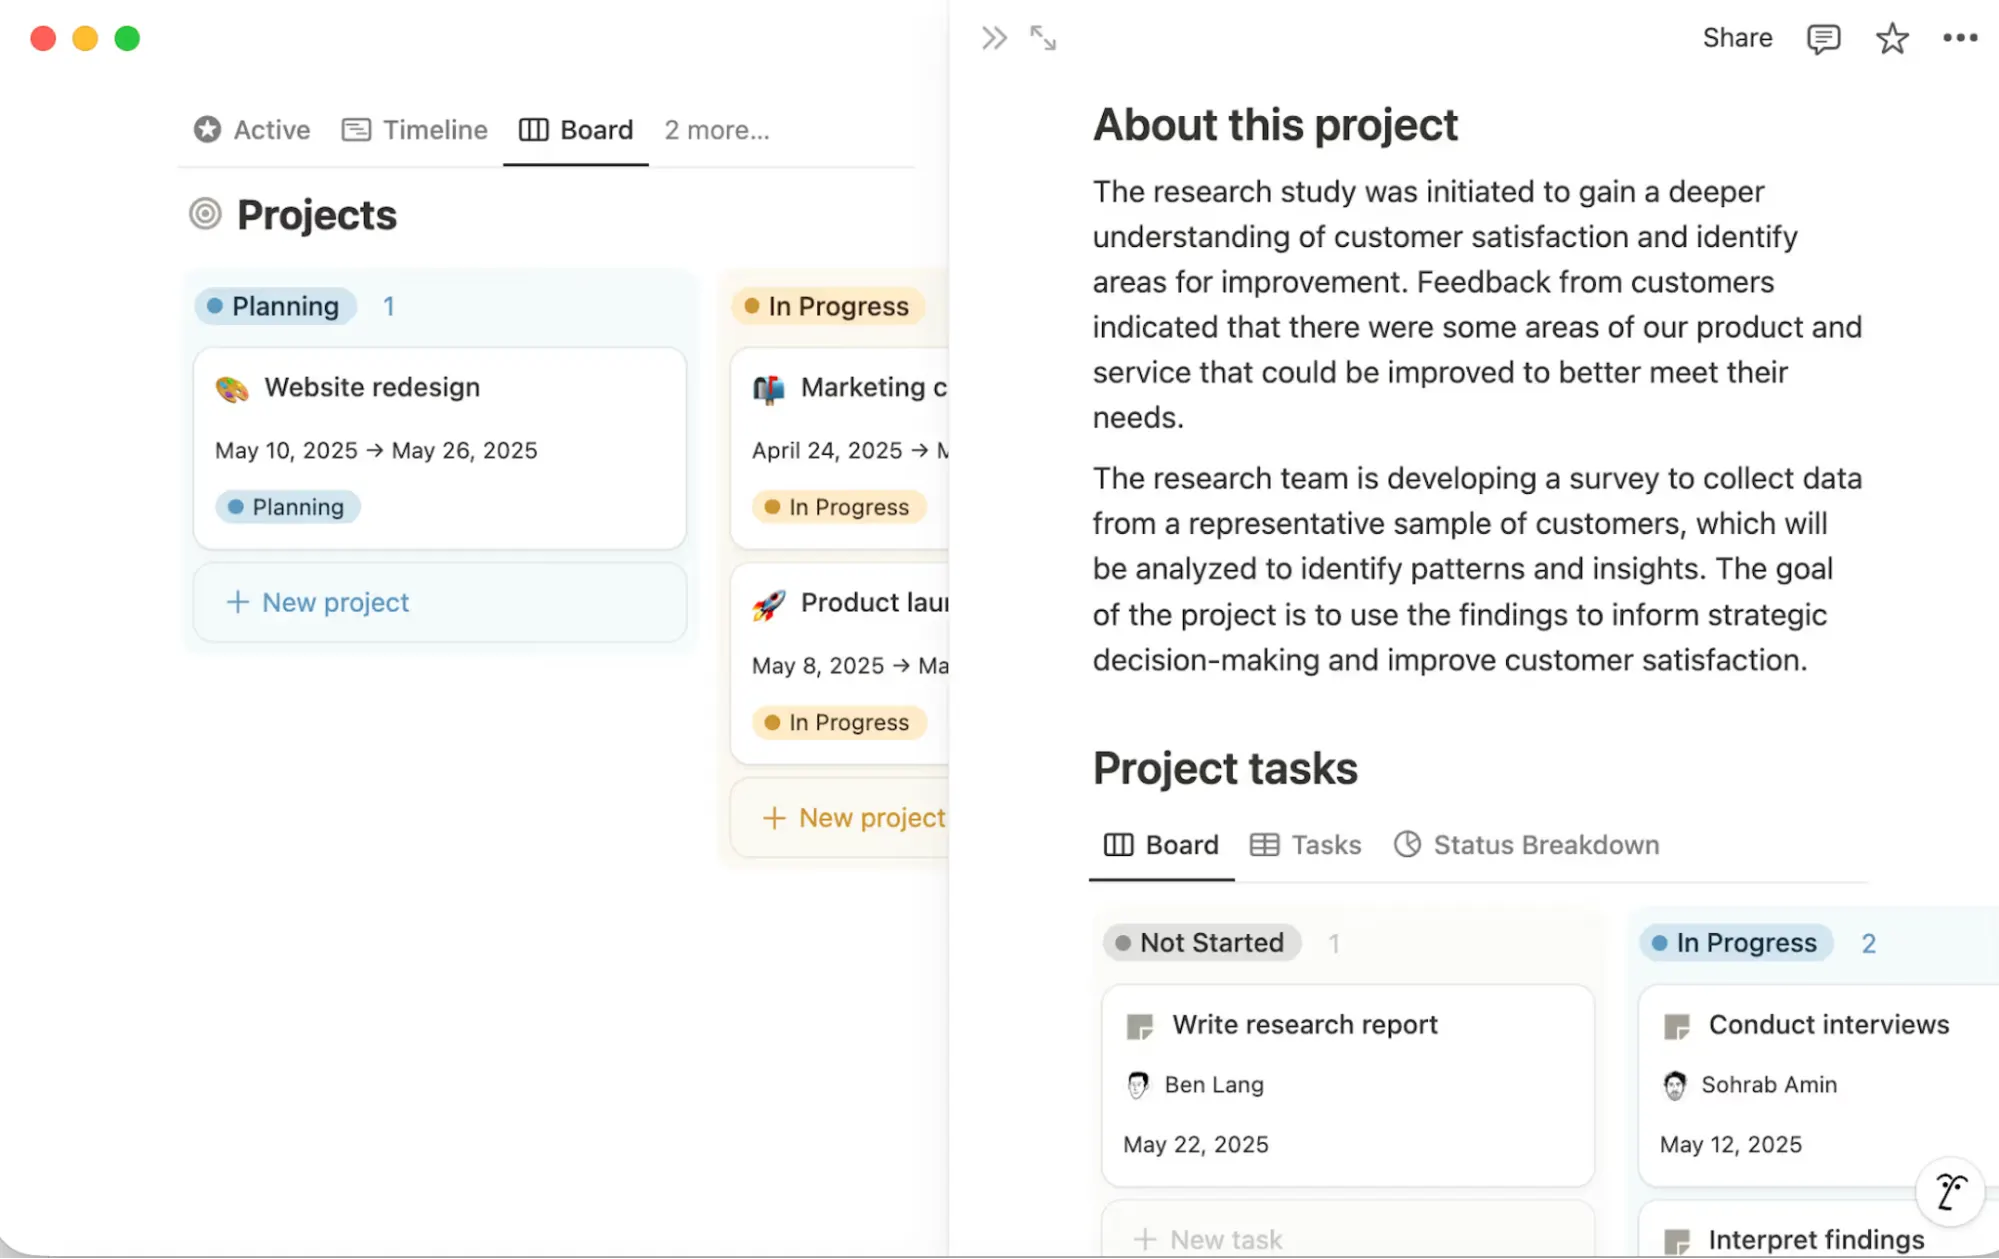 Active Timeline Board 2 more...
Projects
Planning 1
Website redesign
May 10, 2025 → May 26, 2025
Planning
+ New project
In Progress
Marketing
April 24, 2025 →
In Progress
Product
May 8, 2025 →
In Progress
+ New project
Share
About this project
The research study was initiated to gain a deeper
understanding of customer satisfaction and identify
areas for improvement. Feedback from customers
indicated that there were some areas of our product and
service that could be improved to better meet their
needs.
The research team is developing a survey to collect data
from a representative sample of customers, which will
be analyzed to identify patterns and insights. The goal
of the project is to use the findings to inform strategic
decision-making and improve customer satisfaction.
Project tasks
Board Tasks Status Breakdown
Not Started 1
Write research report
Ben Lang
May 22, 2025
+ New task
In Progress 2
Conduct interviews
Sohrab Amin
May 12, 2025
Interpret findings